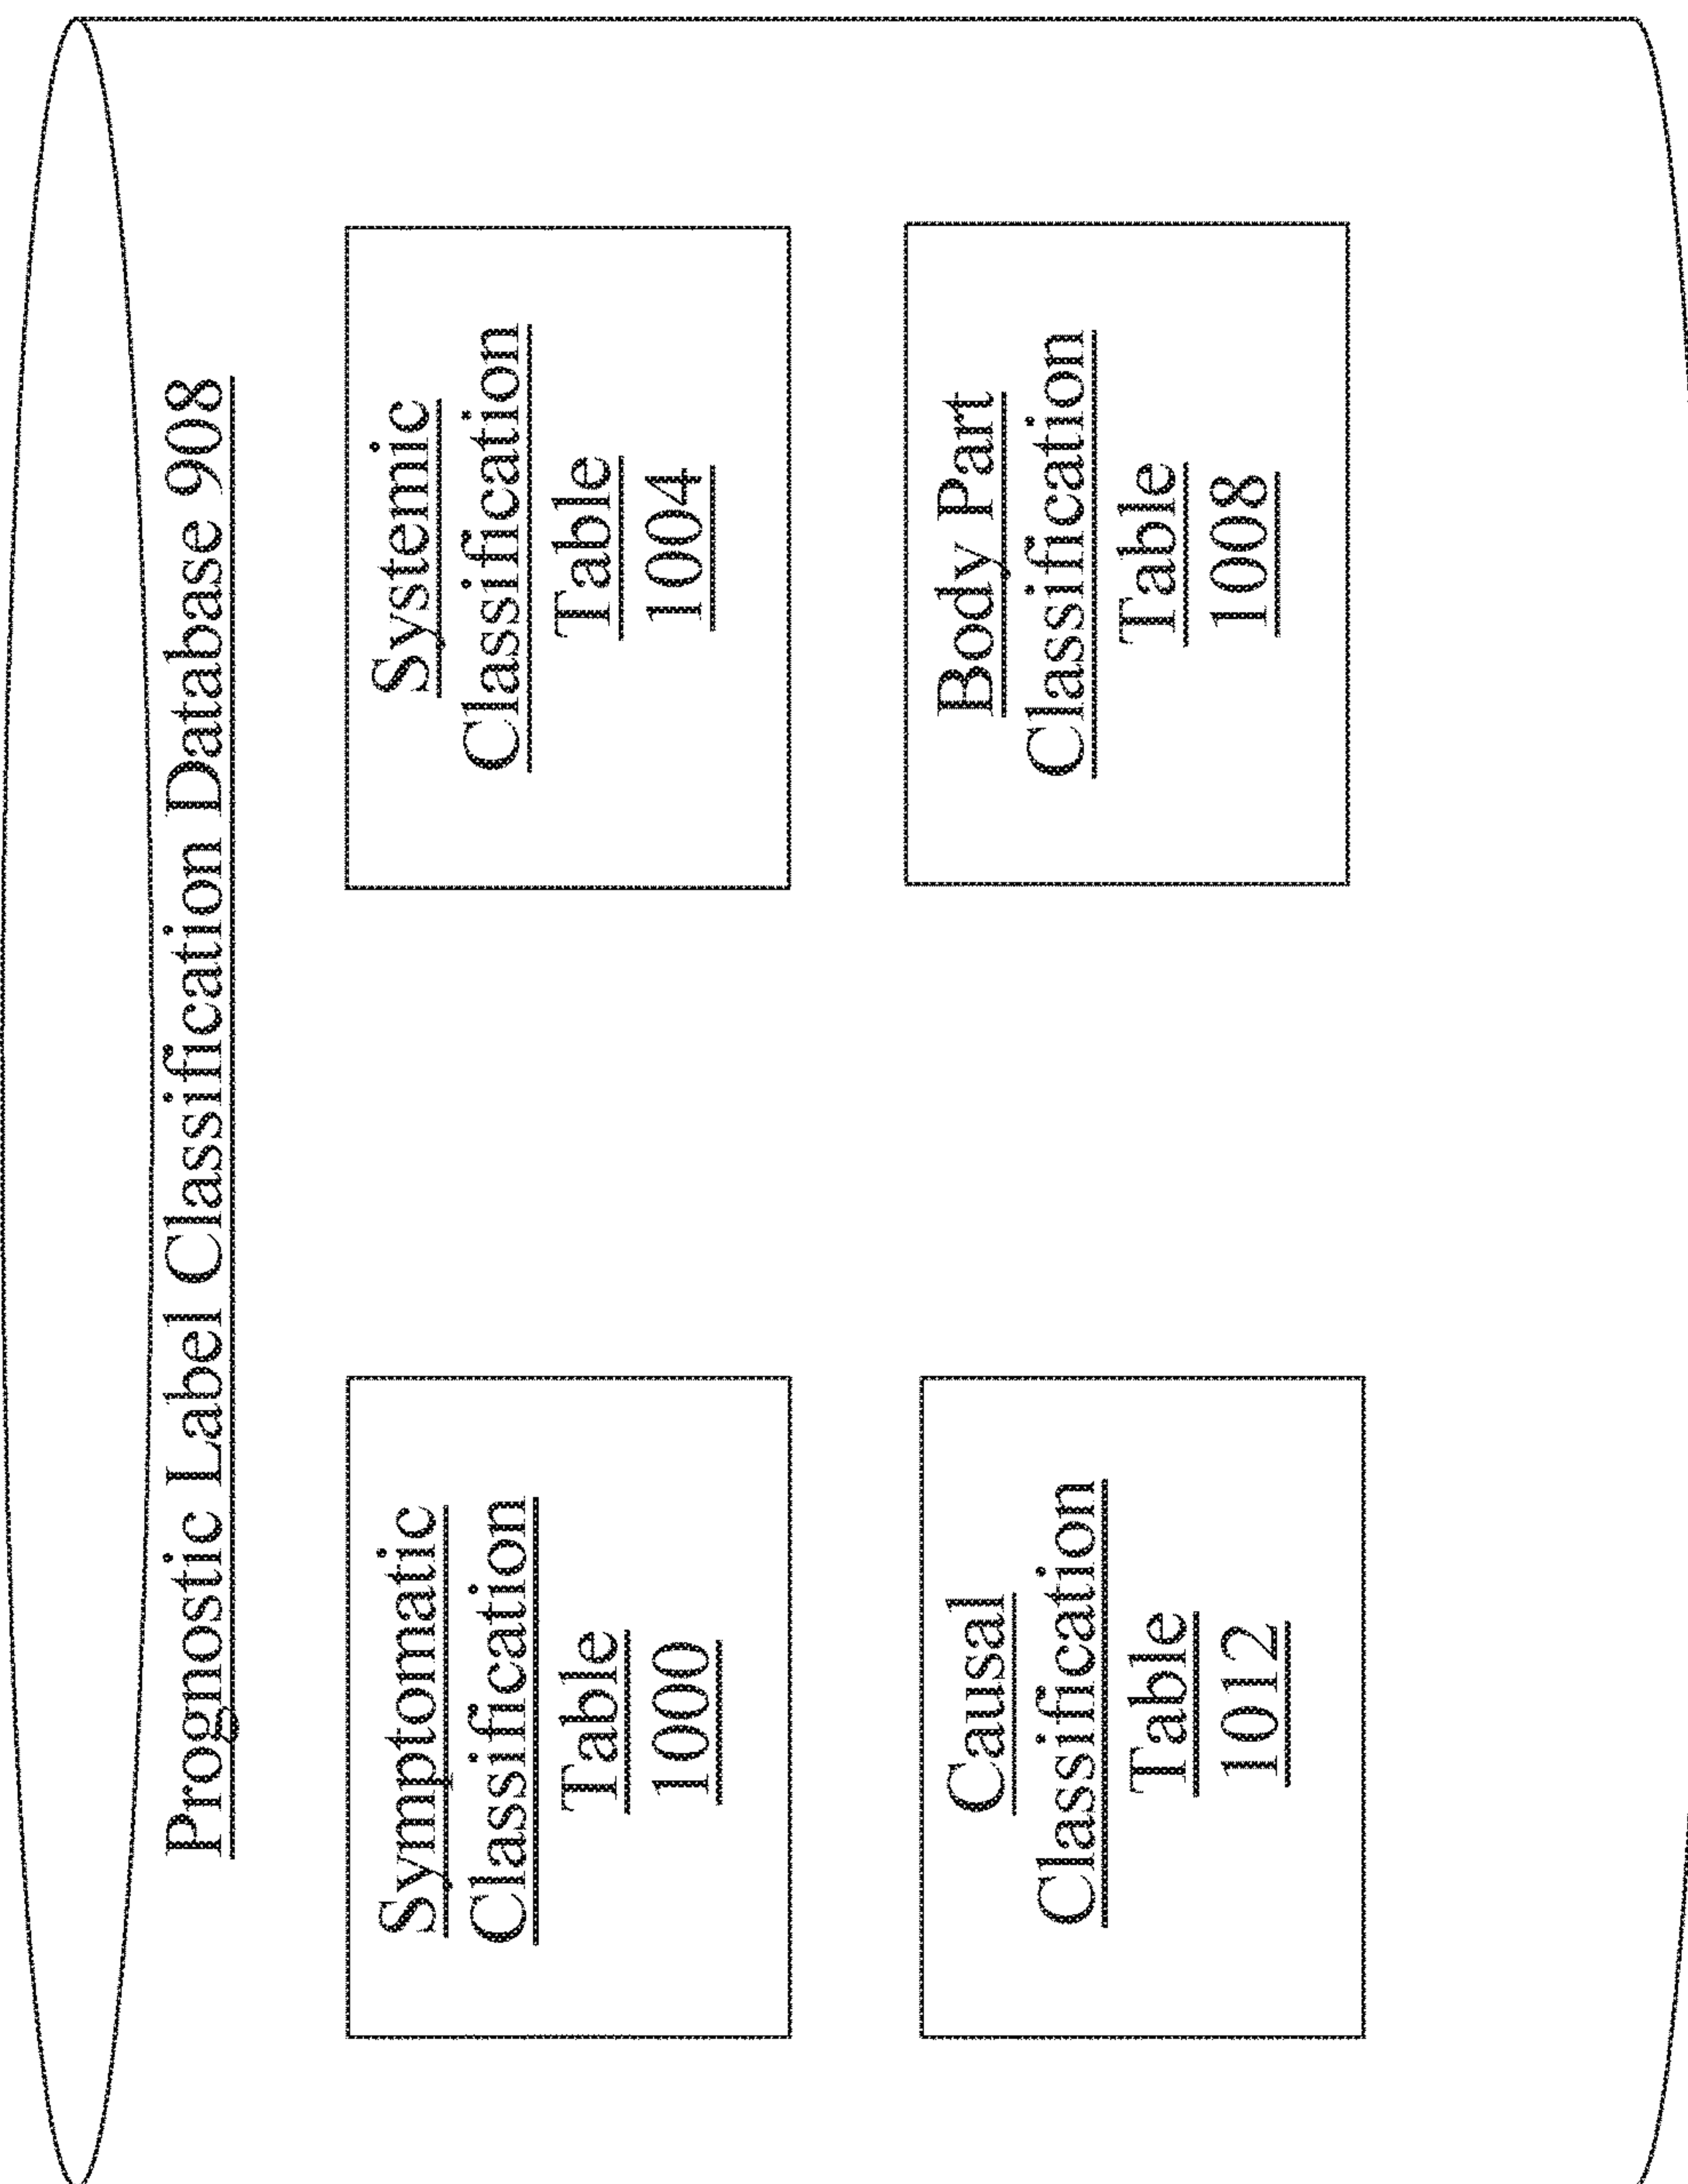 Prognostic Label Classification Database 908
Symptomatic
Classification
Table
1000
Systemic
Classification
Table
1004
Causal
Classification
Table
1012
Body Part
Classification
Table
1008